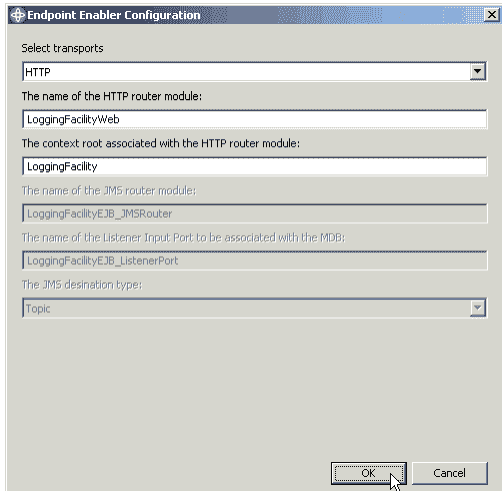 Endpoint Enabler Configuration
Select transports
HTTP
The name of the HTTP router module:
LoggingFacilityWeb
The context root associated with the HTTP router module:
LoggingFacility
The name of the JMS router module:
LoggingFacilityEJB_JMSRouter
The name of the Listener Input Port to be associated with the MDB:
LoggingFacilityEJB_ListenerPort
The JMS desination type:
Topic
OK
Cancel